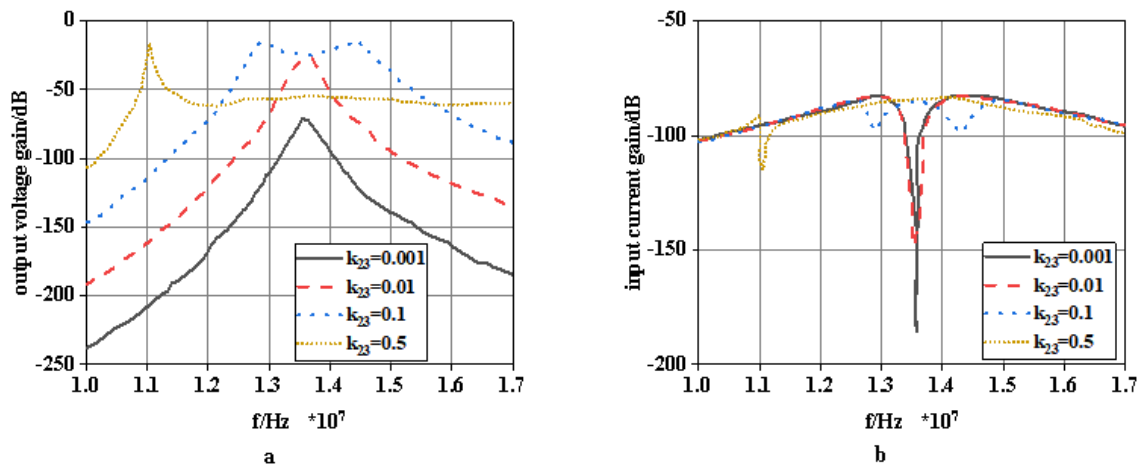 output voltage gain/dB
0
-50
-100
-150
-200
-250
k23=0.001
k23=0.01
k23=0.1
k23=0.5
1.0 1.1 1.2 1.3 1.4 1.5 1.6 1.7
f/Hz *10^7
a
input current gain/dB
-50
-100
-150
-200
k23=0.001
k23=0.01
k23=0.1
k23=0.5
1.0 1.1 1.2 1.3 1.4 1.5 1.6 1.7
f/Hz *10^7
b